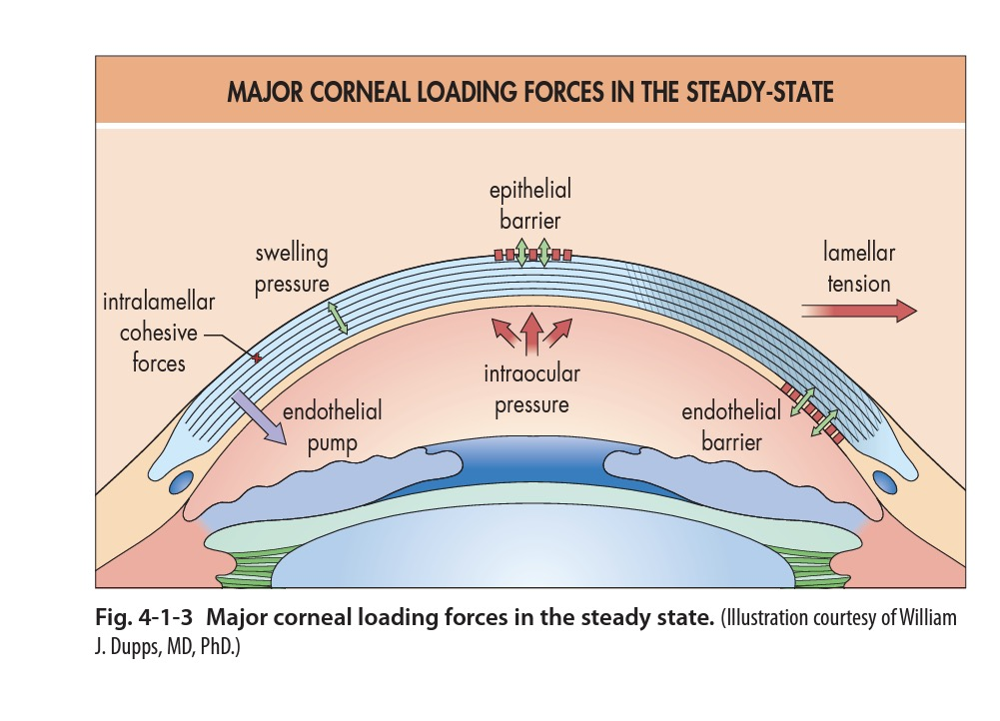 MAJOR CORNEAL LOADING FORCES IN THE STEADY-STATE
epithelial
barrier
swelling
pressure
lamellar
tension
intralamellar
cohesive
forces
intraocular
pressure
endothelial
pump
endothelial
barrier
Fig. 4-1-3 Major corneal loading forces in the steady state. (Illustration courtesy of William
J. Dupps, MD, PhD.)